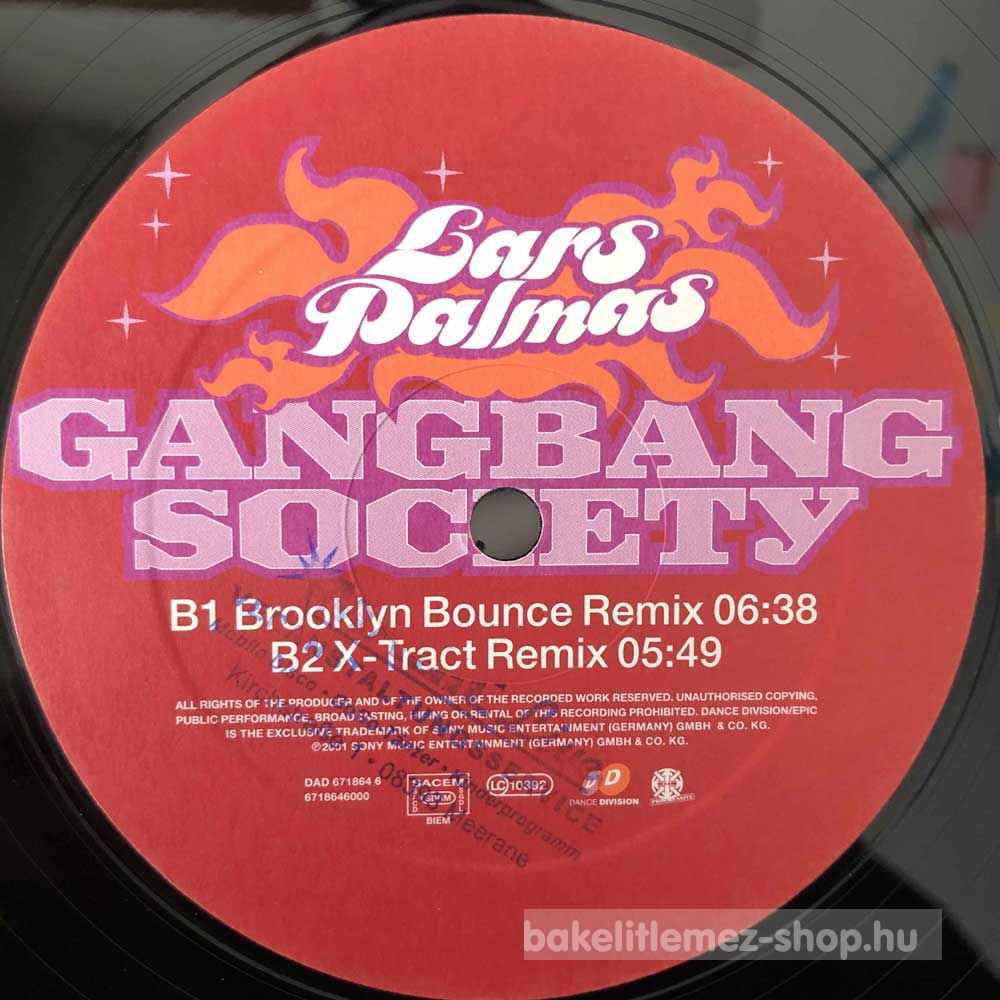 Lars
Palmas
GANGBANG
SOCIETY
B1 Brooklyn Bounce Remix 06:38
B2 X-Tract Remix 05:49
ALL RIGHTS OF THE PRODUCER AND OF THE OWNER OF THE RECORDED WORK RESERVED. UNAUTHORISED COPYING,
PUBLIC PERFORMANCE, BROADCASTING, HIRING OR RENTAL OF THIS RECORDING PROHIBITED. DANCE DIVISION/EPIC
IS THE EXCLUSIVE TRADEMARK OF SONY MUSIC ENTERTAINMENT (GERMANY) GMBH & CO. KG.
℗2001 SONY MUSIC ENTERTAINMENT (GERMANY) GMBH & CO. KG.
DAD 671864 6
6718646000
SACEM
BIEM
LC 10392
DANCE DIVISION
Kinderprogramm
Meerane
bakelitlemez-shop.hu